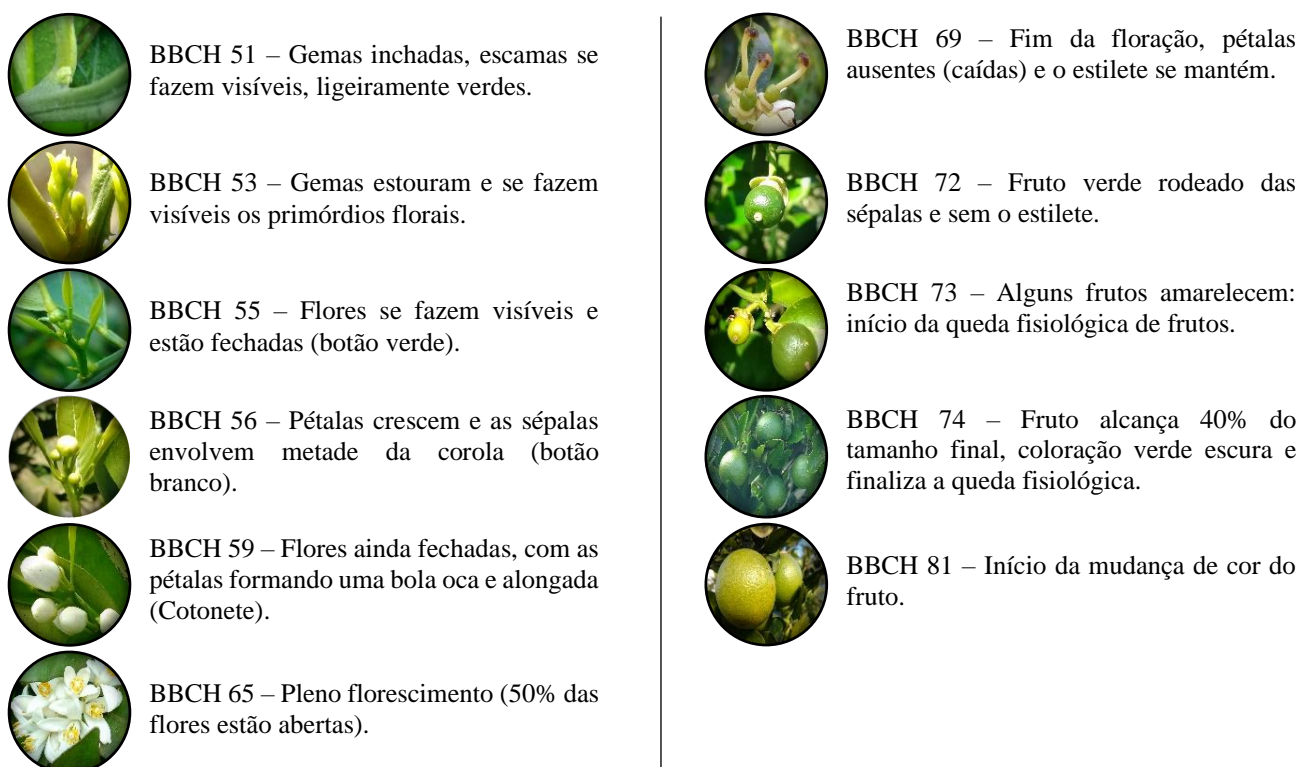 BBCH 51 – Gemas inchadas, escamas se
fazem visíveis, ligeiramente verdes.
BBCH 53 – Gemas estouram e se fazem
visíveis os primórdios florais.
BBCH 55 – Flores se fazem visíveis e
estão fechadas (botão verde).
BBCH 56 – Pétalas crescem e as sépalas
envolvem metade da corola (botão
branco).
BBCH 59 – Flores ainda fechadas, com as
pétalas formando uma bola oca e alongada
(Cotonete).
BBCH 65 – Pleno florescimento (50% das
flores estão abertas).
BBCH 69 – Fim da floração, pétalas
ausentes (caídas) e o estilete se mantém.
BBCH 72 – Fruto verde rodeado das
sépalas e sem o estilete.
BBCH 73 – Alguns frutos amarelecem:
início da queda fisiológica de frutos.
BBCH 74 – Fruto alcança 40% do
tamanho final, coloração verde escura e
finaliza a queda fisiológica.
BBCH 81 – Início da mudança de cor do
fruto.